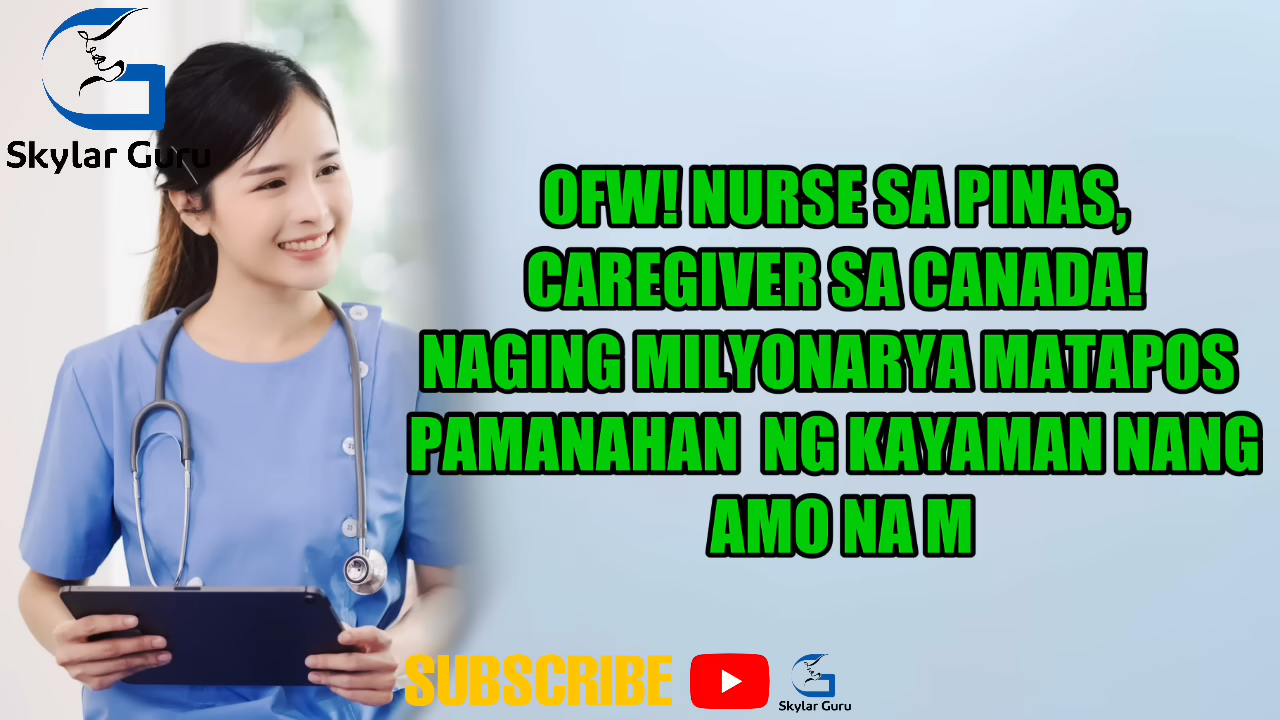 Skylar Guru
OFW! NURSE SA PINAS,
CAREGIVER SA CANADA!
NAGING MILYONARYA MATAPOS
PAMANAHAN NG KAYAMAN NANG
AMO NA M
SUBSCRIBE
Skylar Guru